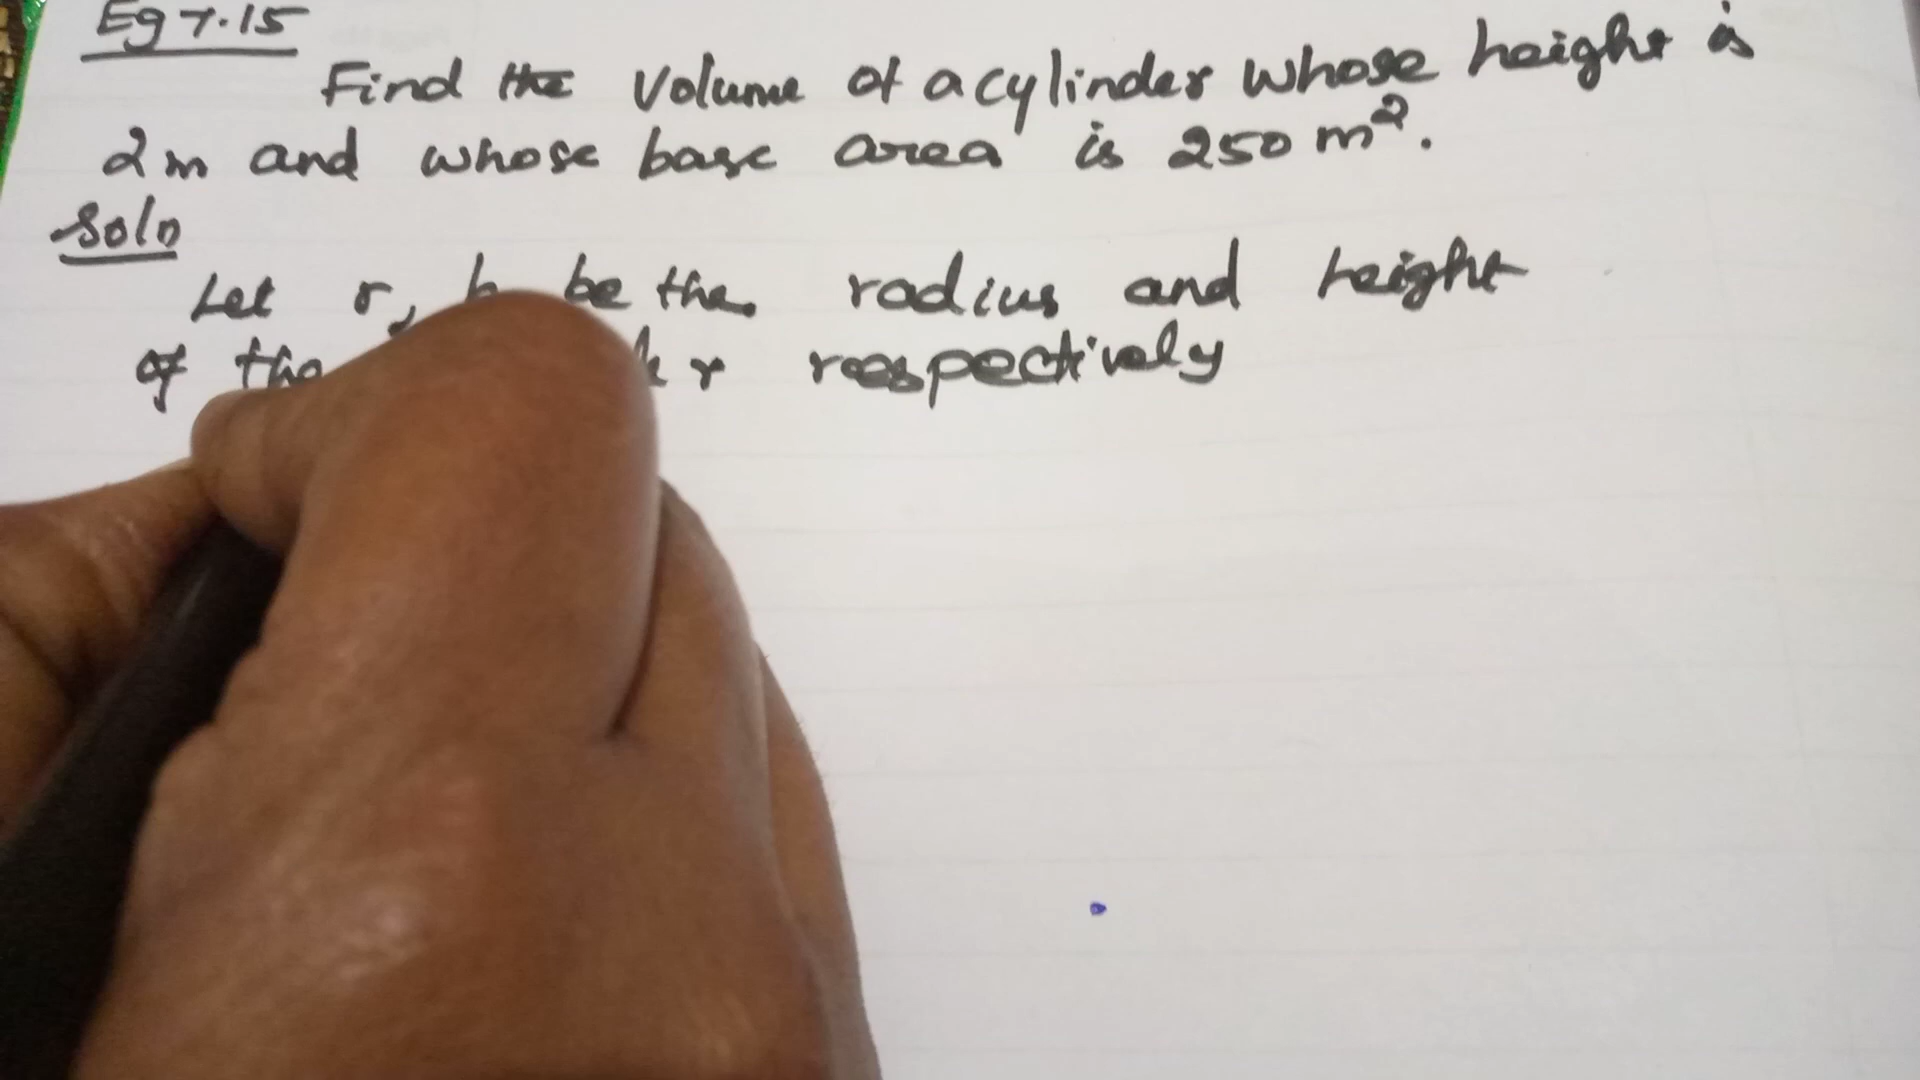 Eg 7.15
Find the volume of a cylinder whose height is
2m and whose base area is 250 m².
Soln
Let r, h be the radius and height
of the respectively